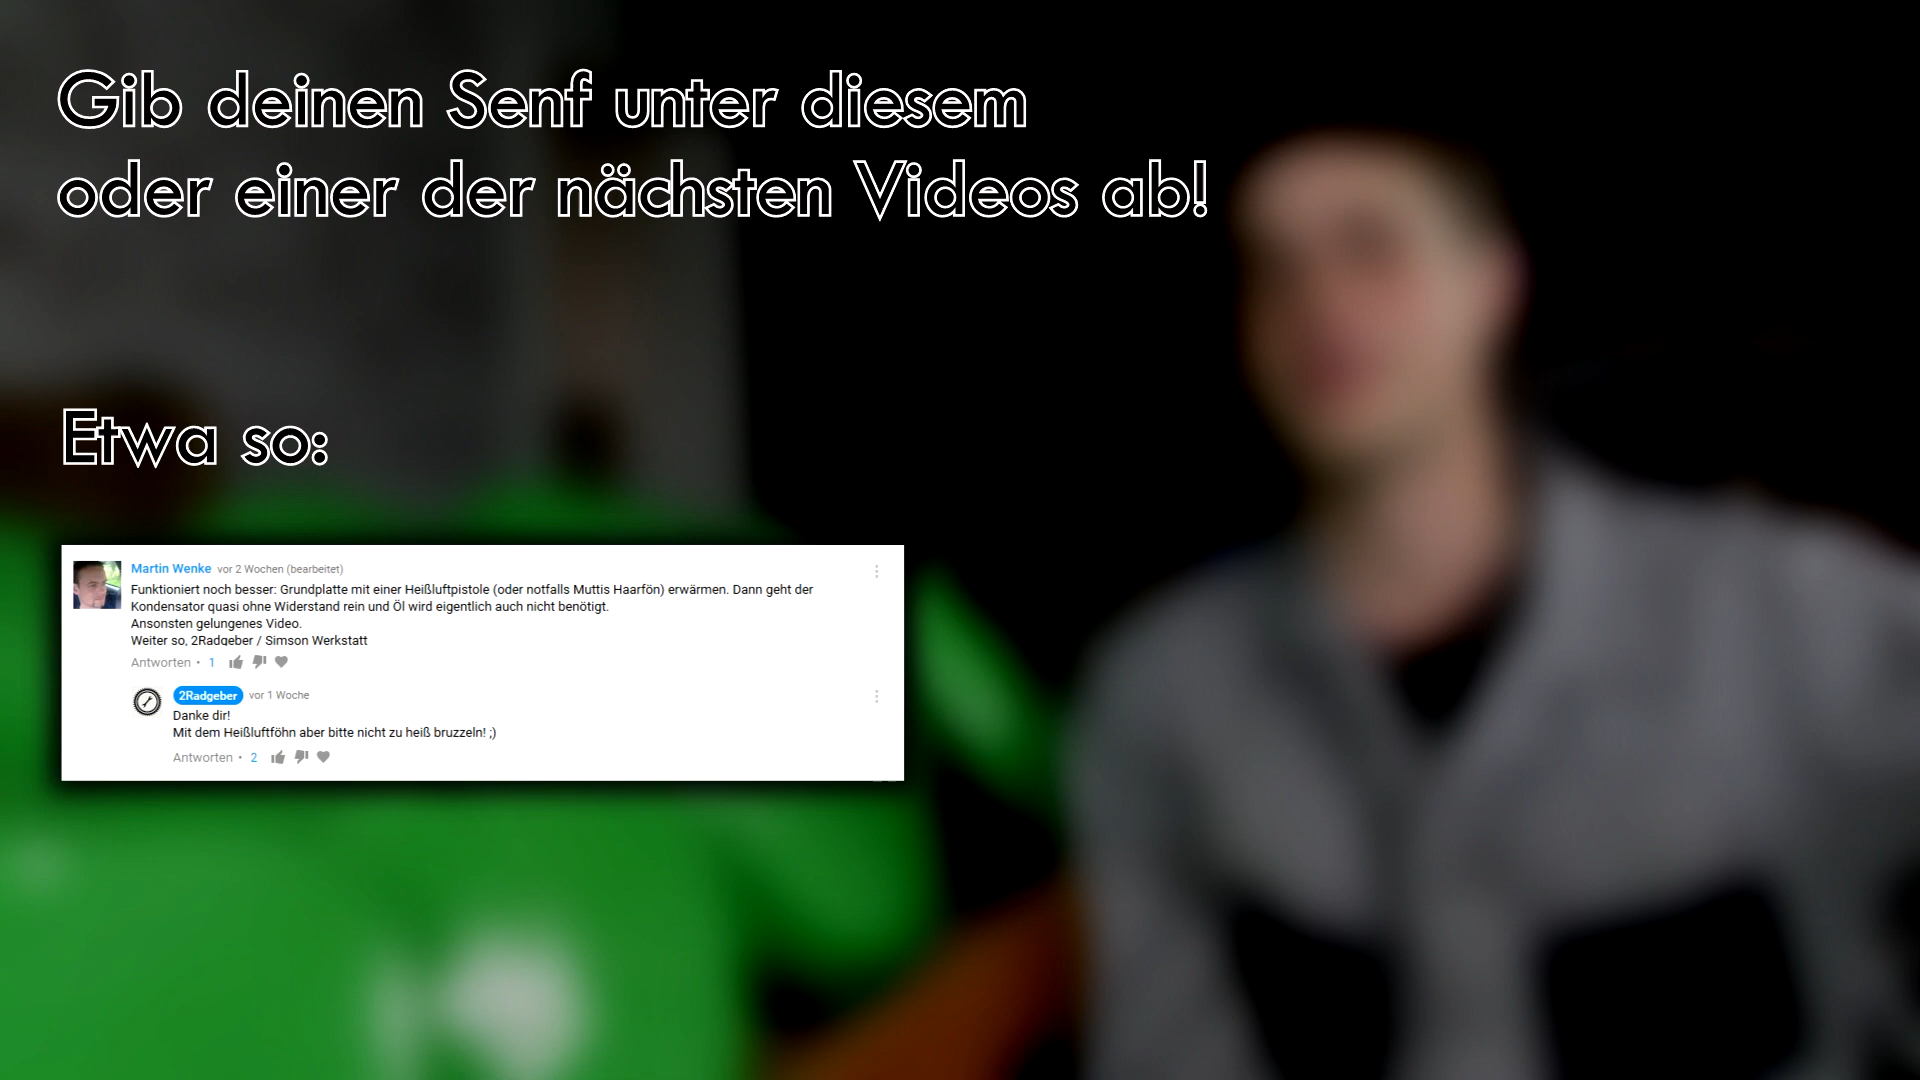 Gib deinen Senf unter diesem
oder einer der nächsten Videos ab!
Etwa so:
Martin Wenke vor 2 Wochen (bearbeitet)
Funktioniert noch besser: Grundplatte mit einer Heißluftpistole (oder notfalls Muttis Haarfön) erwärmen. Dann geht der
Kondensator quasi ohne Widerstand rein und Öl wird eigentlich auch nicht benötigt.
Ansonsten gelungenes Video.
Weiter so, 2Radgeber / Simson Werkstatt
Antworten • 1
2Radgeber vor 1 Woche
Danke dir!
Mit dem Heißluftföhn aber bitte nicht zu heiß bruzzeln! ;)
Antworten • 2